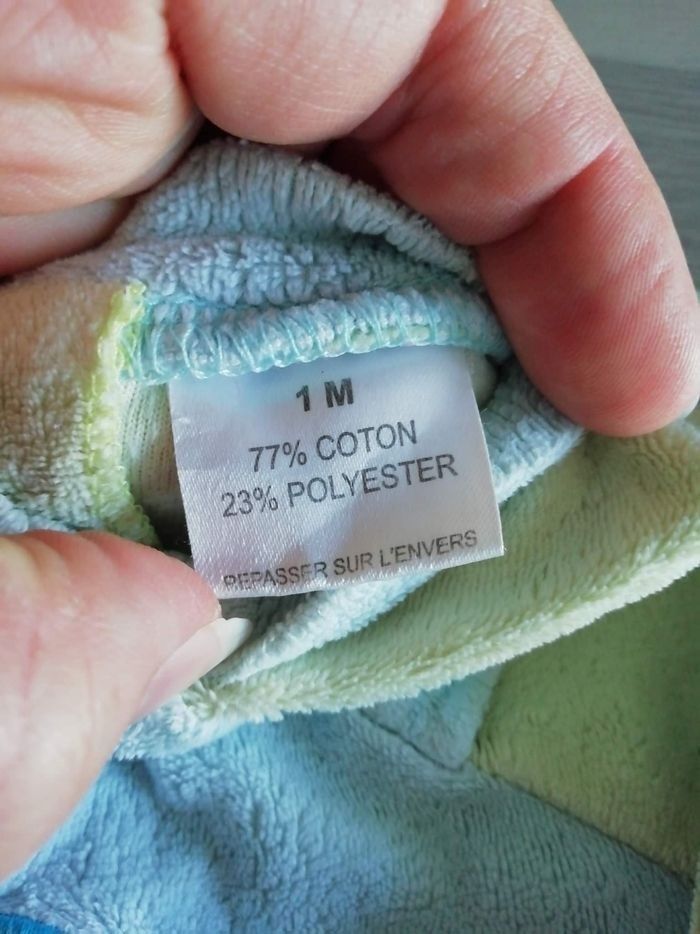 1 M
77% COTON
23% POLYESTER
REPASSER SUR L'ENVERS